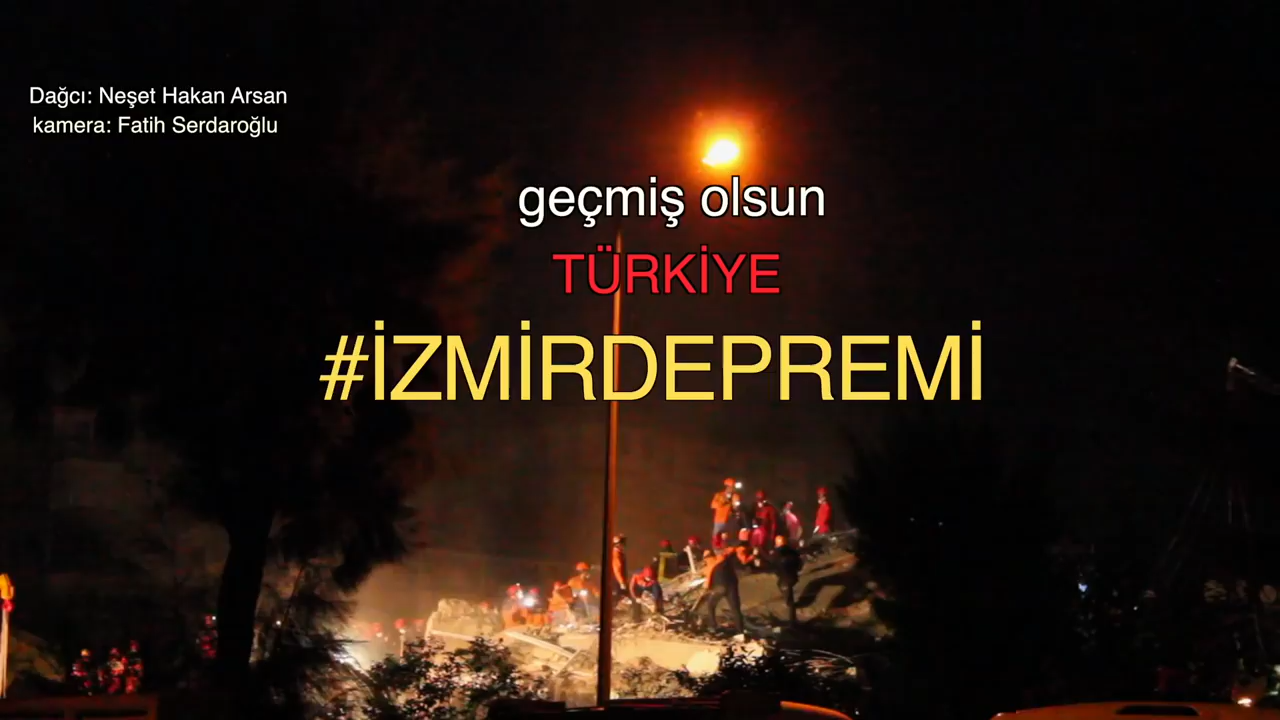 Dağcı: Neşet Hakan Arsan
kamera: Fatih Serdaroğlu
geçmiş olsun
TÜRKİYE
#İZMİRDEPREMİ